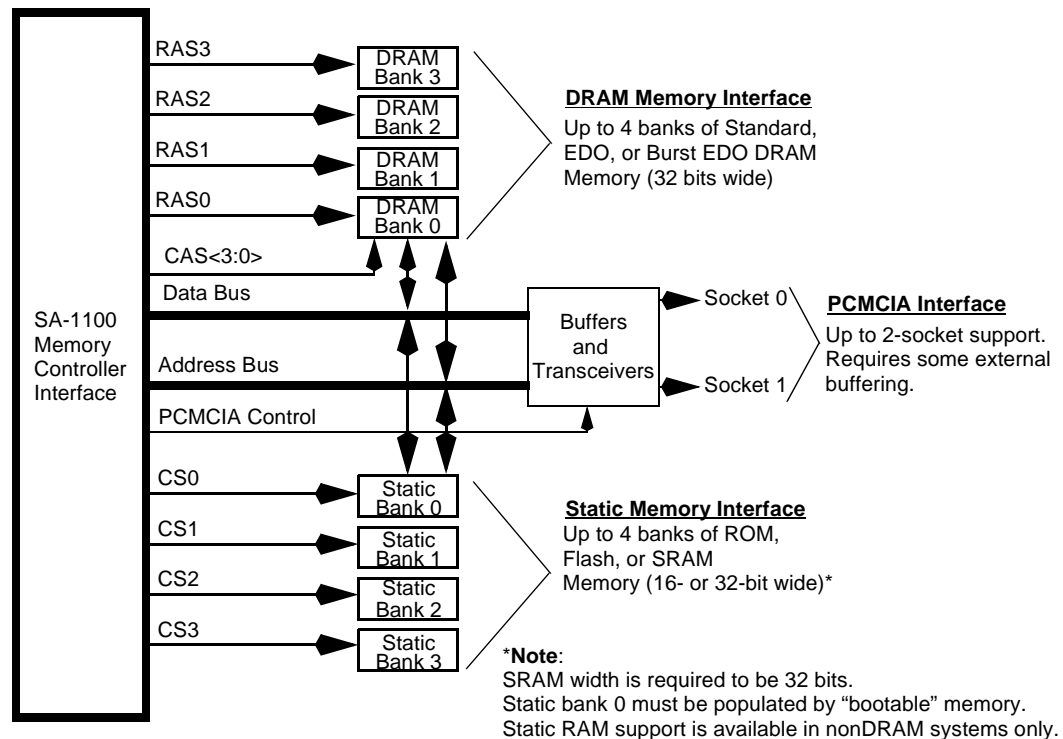 SA-1100
Memory
Controller
Interface
RAS3
RAS2
RAS1
RAS0
CAS<3:0>
Data Bus
Address Bus
PCMCIA Control
CS0
CS1
CS2
CS3
DRAM
Bank 3
DRAM
Bank 2
DRAM
Bank 1
DRAM
Bank 0
DRAM Memory Interface
Up to 4 banks of Standard,
EDO, or Burst EDO DRAM
Memory (32 bits wide)
Buffers
and
Transceivers
Socket 0
Socket 1
PCMCIA Interface
Up to 2-socket support.
Requires some external
buffering.
Static
Bank 0
Static
Bank 1
Static
Bank 2
Static
Bank 3
Static Memory Interface
Up to 4 banks of ROM,
Flash, or SRAM
Memory (16- or 32-bit wide)*
*Note:
SRAM width is required to be 32 bits.
Static bank 0 must be populated by “bootable” memory.
Static RAM support is available in nonDRAM systems only.